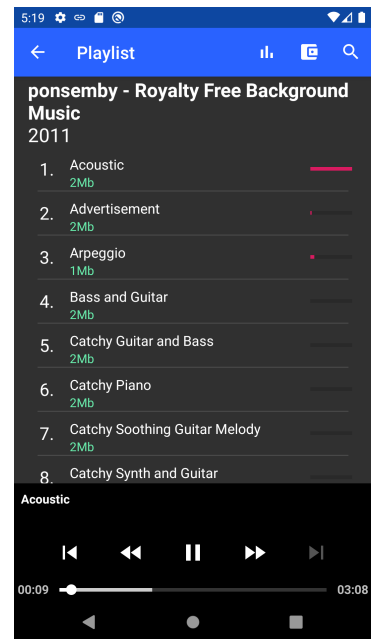 5:19
Playlist
ponsemby - Royalty Free Background
Music
2011
1. Acoustic
2Mb
2. Advertisement
2Mb
3. Arpeggio
1Mb
4. Bass and Guitar
2Mb
5. Catchy Guitar and Bass
2Mb
6. Catchy Piano
2Mb
7. Catchy Soothing Guitar Melody
2Mb
8. Catchy Synth and Guitar
Acoustic
00:09 03:08